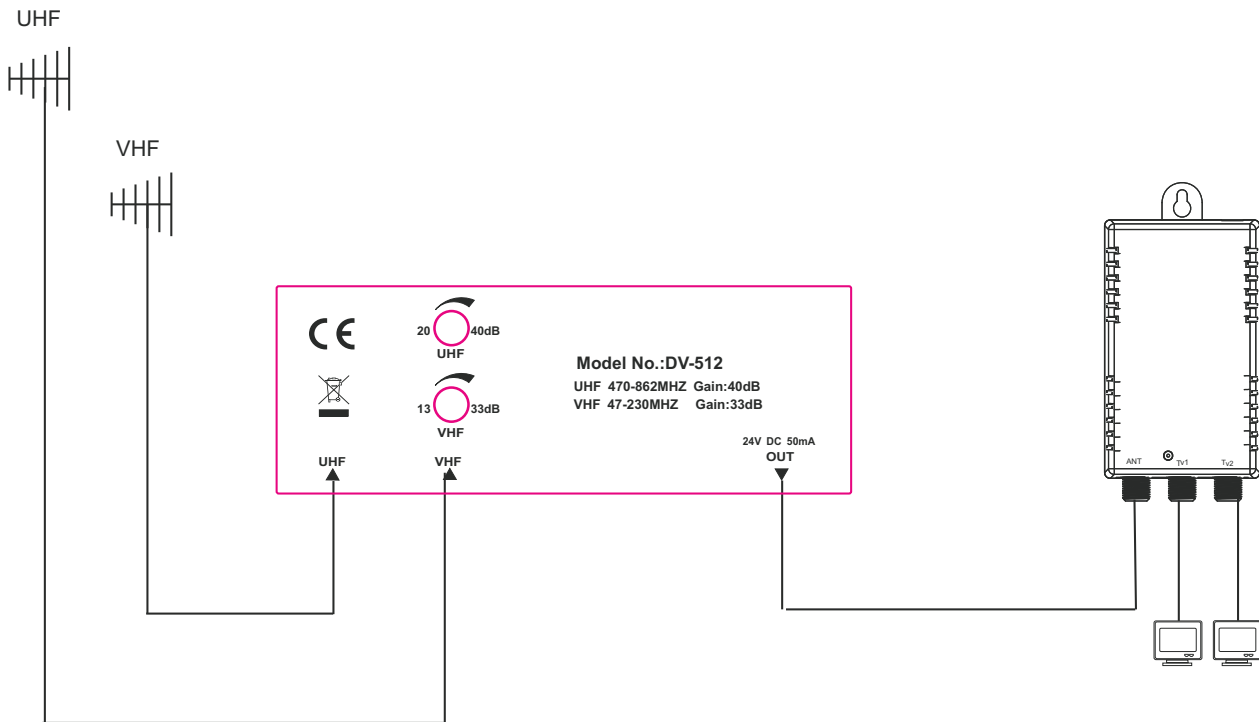 UHF
VHF
CE
20 40dB
UHF
13 33dB
VHF
UHF VHF
Model No.:DV-512
UHF 470-862MHZ Gain:40dB
VHF 47-230MHZ Gain:33dB
24V DC 50mA
OUT
ANT Tv1 Tv2